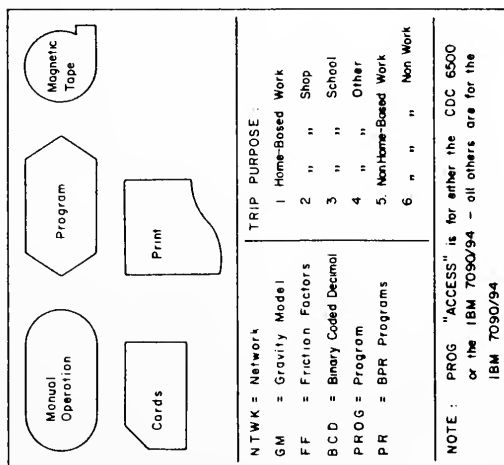 Manual
Operation
Program
Magnetic
Tape
Cards
Print
NTWK = Network
GM = Gravity Model
FF = Friction Factors
BCD = Binary Coded Decimal
PROG = Program
PR = BPR Programs
TRIP PURPOSE :
1 Home-Based Work
2 " " Shop
3 " " School
4 " " Other
5. Non Home-Based Work
6 " " " Non Work
NOTE : PROG "ACCESS" is for either the CDC 6500
or the IBM 7090/94 - all others are for the
IBM 7090/94